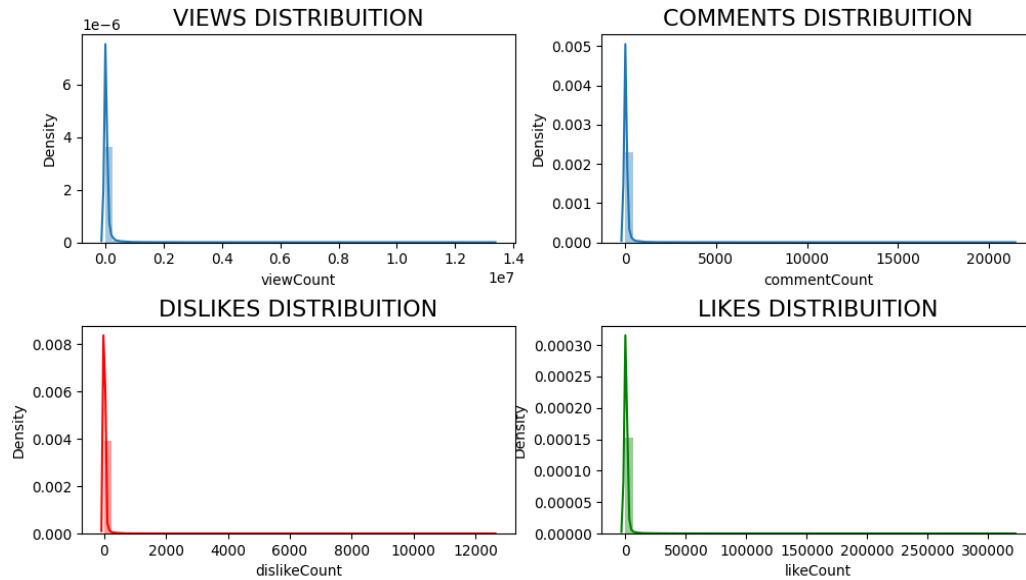 VIEWS DISTRIBUITION
1e−6
6
4
2
0
Density
0.0 0.2 0.4 0.6 0.8 1.0 1.2 1.4
1e7
viewCount
COMMENTS DISTRIBUITION
0.005
0.004
0.003
0.002
0.001
0.000
Density
0 5000 10000 15000 20000
commentCount
DISLIKES DISTRIBUITION
0.008
0.006
0.004
0.002
0.000
Density
0 2000 4000 6000 8000 10000 12000
dislikeCount
LIKES DISTRIBUITION
0.00030
0.00025
0.00020
0.00015
0.00010
0.00005
0.00000
Density
0 50000 100000 150000 200000 250000 300000
likeCount